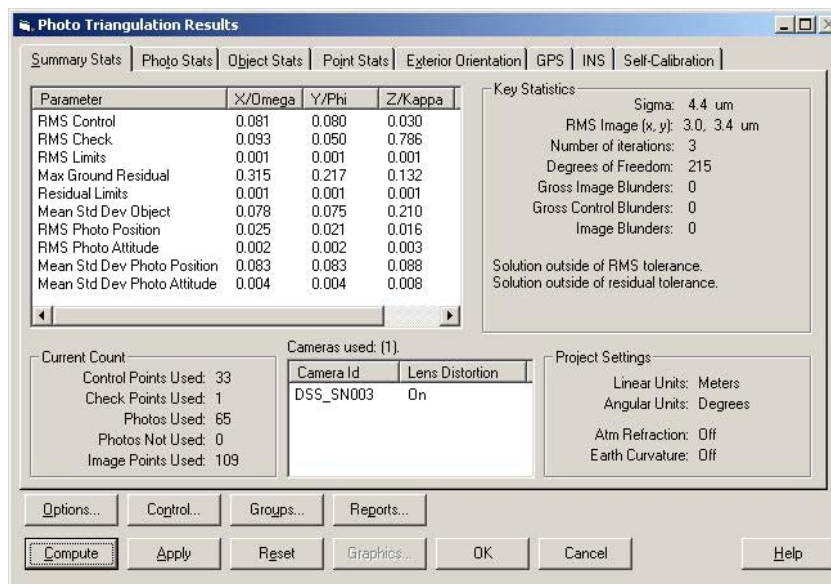 Photo Triangulation Results
Summary Stats Photo Stats Object Stats Point Stats Exterior Orientation GPS INS Self-Calibration
Parameter X/Omega Y/Phi Z/Kappa
RMS Control 0.081 0.080 0.030
RMS Check 0.093 0.050 0.786
RMS Limits 0.001 0.001 0.001
Max Ground Residual 0.315 0.217 0.132
Residual Limits 0.001 0.001 0.001
Mean Std Dev Object 0.078 0.075 0.210
RMS Photo Position 0.025 0.021 0.016
RMS Photo Attitude 0.002 0.002 0.003
Mean Std Dev Photo Position 0.083 0.083 0.088
Mean Std Dev Photo Attitude 0.004 0.004 0.008
Key Statistics
Sigma: 4.4 um
RMS Image (x, y): 3.0, 3.4 um
Number of iterations: 3
Degrees of Freedom: 215
Gross Image Blunders: 0
Gross Control Blunders: 0
Image Blunders: 0
Solution outside of RMS tolerance.
Solution outside of residual tolerance.
Current Count
Control Points Used: 33
Check Points Used: 1
Photos Used: 65
Photos Not Used: 0
Image Points Used: 109
Cameras used: (1).
Camera Id Lens Distortion
DSS_SN003 On
Project Settings
Linear Units: Meters
Angular Units: Degrees
Atm Refraction: Off
Earth Curvature: Off
Options... Control... Groups... Reports...
Compute Apply Reset Graphics... OK Cancel Help